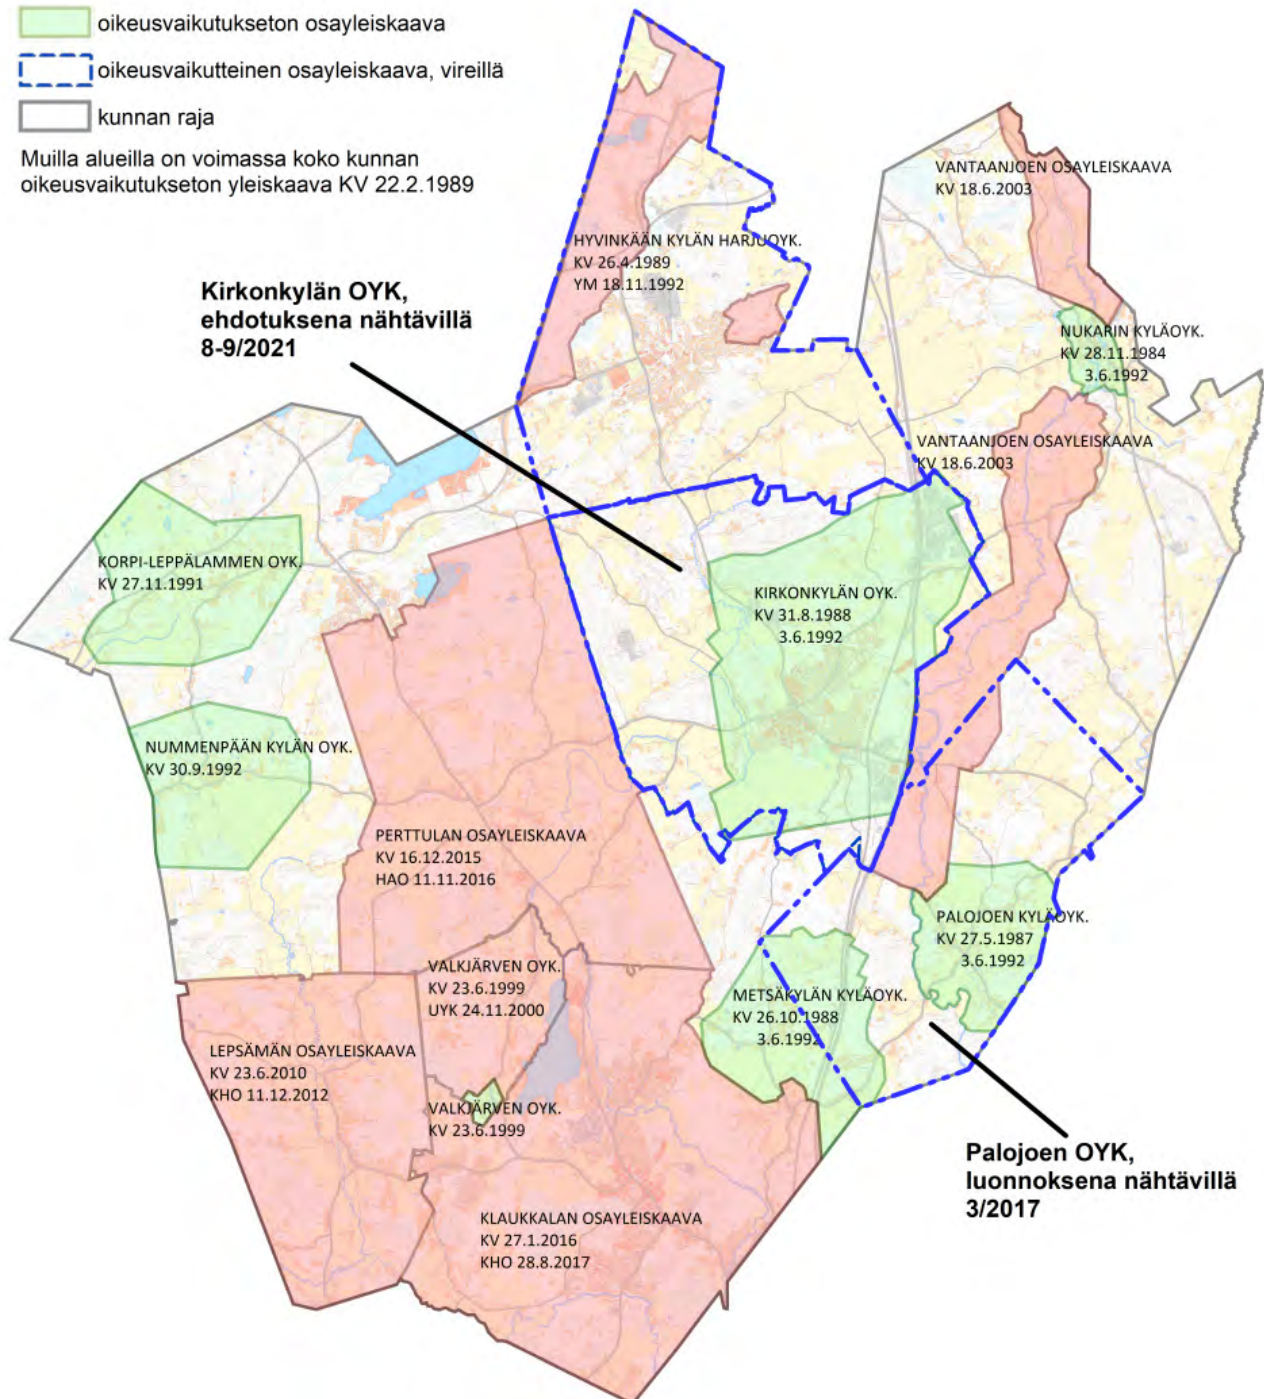 oikeusvaikutukseton osayleiskaava
oikeusvaikutteinen osayleiskaava, vireillä
kunnan raja
Muilla alueilla on voimassa koko kunnan
oikeusvaikutukseton yleiskaava KV 22.2.1989
VANTAANJOEN OSAYLEISKAAVA
KV 18.6.2003
HYVINKÄÄN KYLÄN HARJUOYK.
KV 26.4.1989
YM 18.11.1992
Kirkonkylän OYK,
ehdotuksena nähtävillä
8-9/2021
NUKARIN KYLÄOYK.
KV 28.11.1984
3.6.1992
VANTAANJOEN OSAYLEISKAAVA
KV 18.6.2003
KORPI-LEPPÄLAMMEN OYK.
KV 27.11.1991
KIRKONKYLÄN OYK.
KV 31.8.1988
3.6.1992
NUMMENPÄÄN KYLÄN OYK.
KV 30.9.1992
PERTTULAN OSAYLEISKAAVA
KV 16.12.2015
HAO 11.11.2016
PALOJOEN KYLÄOYK.
KV 27.5.1987
3.6.1992
VALKJÄRVEN OYK.
KV 23.6.1999
UYK 24.11.2000
METSÄKYLÄN KYLÄOYK.
KV 26.10.1988
3.6.1992
LEPSÄMÄN OSAYLEISKAAVA
KV 23.6.2010
KHO 11.12.2012
VALKJÄRVEN OYK.
KV 23.6.1999
Palojoen OYK,
luonnoksena nähtävillä
3/2017
KLAUKKALAN OSAYLEISKAAVA
KV 27.1.2016
KHO 28.8.2017